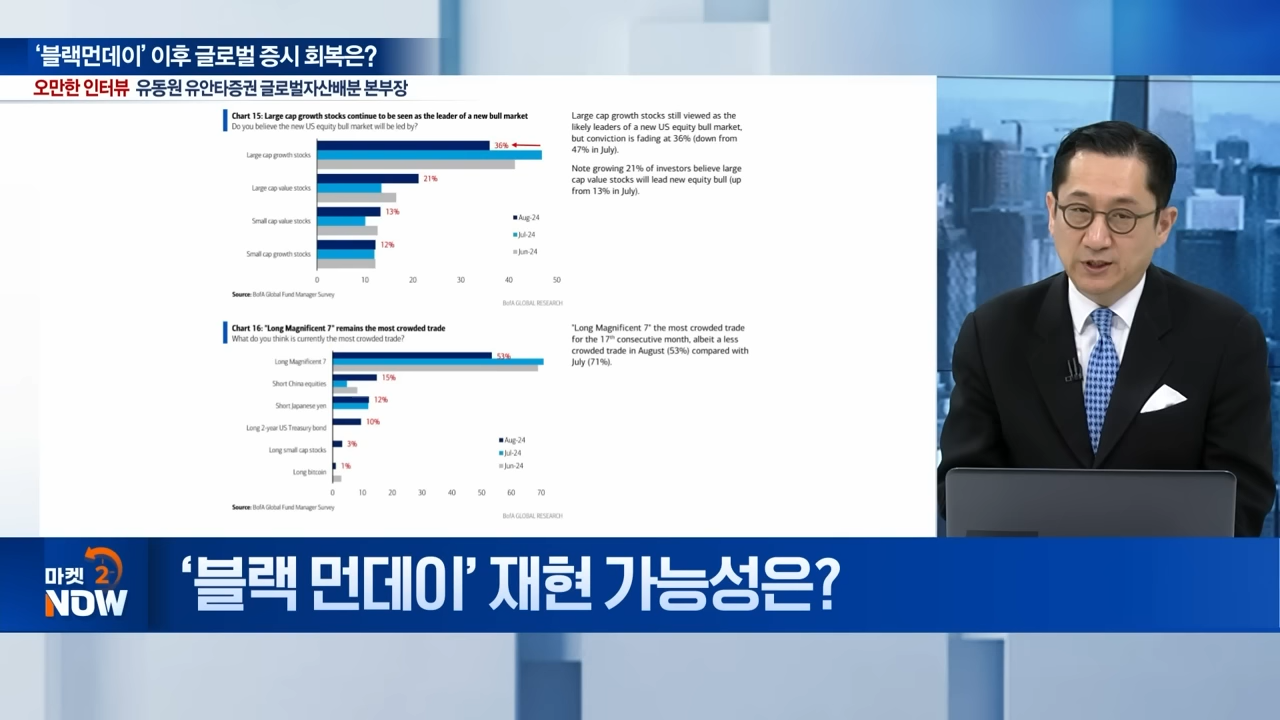 ‘블랙먼데이’ 이후 글로벌 증시 회복은?
오만한 인터뷰 유동원 유안타증권 글로벌자산배분 본부장
Chart 15: Large cap growth stocks continue to be seen as the leader of a new bull market
Do you believe the new US equity bull market will be led by?
Large cap growth stocks
36%
Large cap value stocks
21%
Small cap value stocks
13%
Small cap growth stocks
12%
Aug-24
Jul-24
Jun-24
0 10 20 30 40 50
Source: BofA Global Fund Manager Survey
BofA GLOBAL RESEARCH
Large cap growth stocks still viewed as the
likely leaders of a new US equity bull market,
but conviction is fading at 36% (down from
47% in July).
Note growing 21% of investors believe large
cap value stocks will lead new equity bull (up
from 13% in July).
Chart 16: "Long Magnificent 7" remains the most crowded trade
What do you think is currently the most crowded trade?
Long Magnificent 7
53%
Short China equities
15%
Short Japanese yen
12%
Long 2-year US Treasury bond
10%
Long small cap stocks
3%
Long bitcoin
1%
Aug-24
Jul-24
Jun-24
0 10 20 30 40 50 60 70
Source: BofA Global Fund Manager Survey
BofA GLOBAL RESEARCH
"Long Magnificent 7" the most crowded trade
for the 17th consecutive month, albeit a less
crowded trade in August (53%) compared with
July (71%).
마켓 2
NOW
‘블랙 먼데이’ 재현 가능성은?